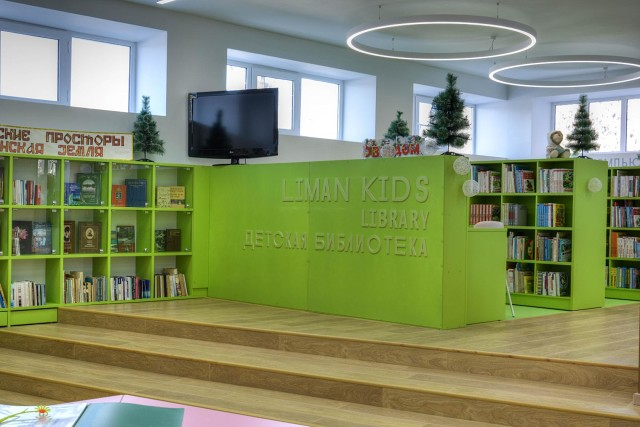 СКИЕ ПРОСТОРЫ
НСКАЯ ЗЕМЛЯ
LIMAN KIDS
LIBRARY
ДЕТСКАЯ БИБЛИОТЕКА